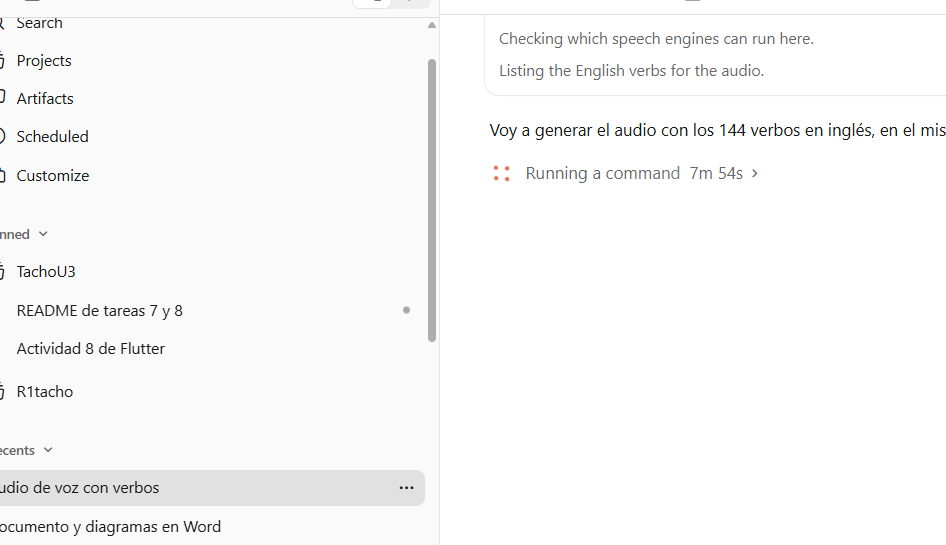 Search
Projects
Artifacts
Scheduled
Customize
nned
TachoU3
README de tareas 7 y 8
Actividad 8 de Flutter
R1tacho
ecents
udio de voz con verbos
ocumento y diagramas en Word
Checking which speech engines can run here.
Listing the English verbs for the audio.
Voy a generar el audio con los 144 verbos en inglés, en el mis
Running a command 7m 54s